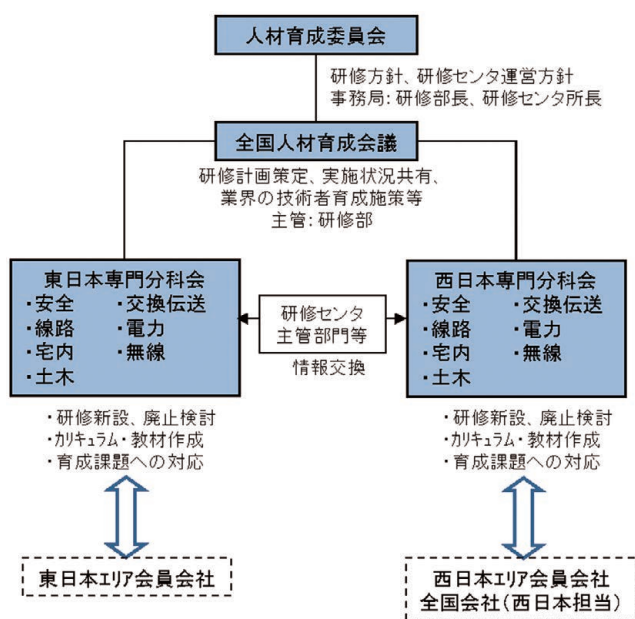 人材育成委員会
研修方針、研修センタ運営方針
事務局：研修部長、研修センタ所長
全国人材育成会議
研修計画策定、実施状況共有、
業界の技術者育成施策等
主管：研修部
東日本専門分科会
・安全 ・交換伝送
・線路 ・電力
・宅内 ・無線
・土木
研修センタ
主管部門等
情報交換
西日本専門分科会
・安全 ・交換伝送
・線路 ・電力
・宅内 ・無線
・土木
・研修新設、廃止検討
・ｶﾘｷｭﾗﾑ・教材作成
・育成課題への対応
・研修新設、廃止検討
・ｶﾘｷｭﾗﾑ・教材作成
・育成課題への対応
東日本エリア会員会社
西日本エリア会員会社
全国会社（西日本担当）